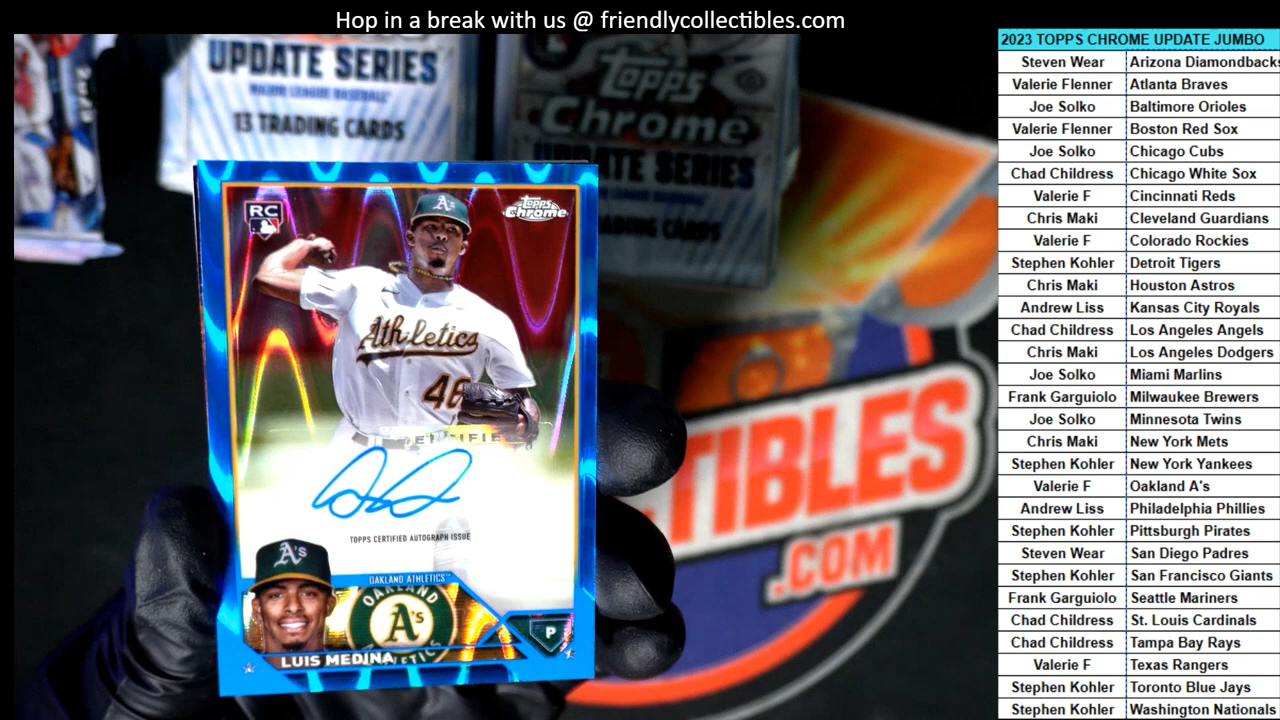 Hop in a break with us @ friendlycollectibles.com
UPDATE SERIES
MAJOR LEAGUE BASEBALL
13 TRADING CARDS
Topps
Chrome
UPDATE SERIES
TRADING CARDS
RC
A's
Topps
Chrome
Athletics
46
CERTIFIE
TOPPS CERTIFIED AUTOGRAPH ISSUE
A's
OAKLAND ATHLETICS™
OAKLAND
A's
ATHLETICS
P
LUIS MEDINA
TIBLES
.COM
2023 TOPPS CHROME UPDATE JUMBO
Steven Wear Arizona Diamondbacks
Valerie Flenner Atlanta Braves
Joe Solko Baltimore Orioles
Valerie Flenner Boston Red Sox
Joe Solko Chicago Cubs
Chad Childress Chicago White Sox
Valerie F Cincinnati Reds
Chris Maki Cleveland Guardians
Valerie F Colorado Rockies
Stephen Kohler Detroit Tigers
Chris Maki Houston Astros
Andrew Liss Kansas City Royals
Chad Childress Los Angeles Angels
Chris Maki Los Angeles Dodgers
Joe Solko Miami Marlins
Frank Garguiolo Milwaukee Brewers
Joe Solko Minnesota Twins
Chris Maki New York Mets
Stephen Kohler New York Yankees
Valerie F Oakland A's
Andrew Liss Philadelphia Phillies
Stephen Kohler Pittsburgh Pirates
Steven Wear San Diego Padres
Stephen Kohler San Francisco Giants
Frank Garguiolo Seattle Mariners
Chad Childress St. Louis Cardinals
Chad Childress Tampa Bay Rays
Valerie F Texas Rangers
Stephen Kohler Toronto Blue Jays
Stephen Kohler Washington Nationals